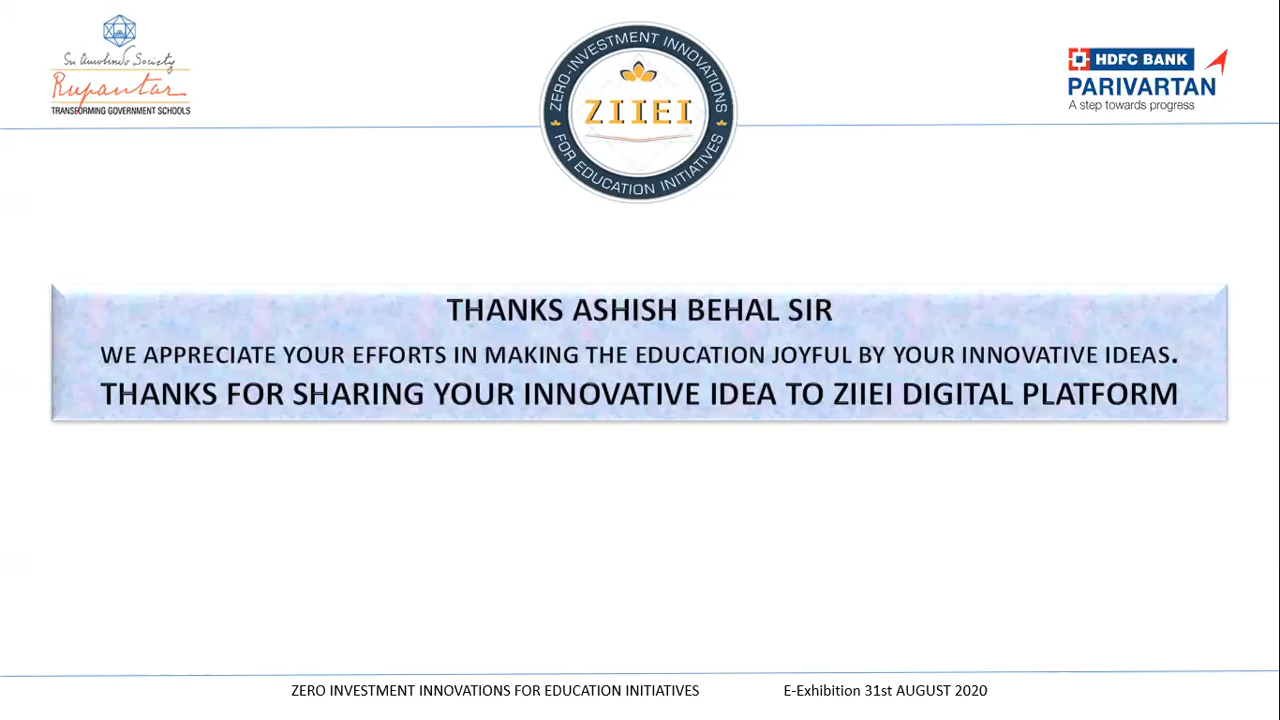 Sri Aurobindo Society
Rupantar
TRANSFORMING GOVERNMENT SCHOOLS
ZERO-INVESTMENT INNOVATIONS
ZIIEI
FOR EDUCATION INITIATIVES
HDFC BANK
PARIVARTAN
A step towards progress
THANKS ASHISH BEHAL SIR
WE APPRECIATE YOUR EFFORTS IN MAKING THE EDUCATION JOYFUL BY YOUR INNOVATIVE IDEAS.
THANKS FOR SHARING YOUR INNOVATIVE IDEA TO ZIIEI DIGITAL PLATFORM
ZERO INVESTMENT INNOVATIONS FOR EDUCATION INITIATIVES E-Exhibition 31st AUGUST 2020